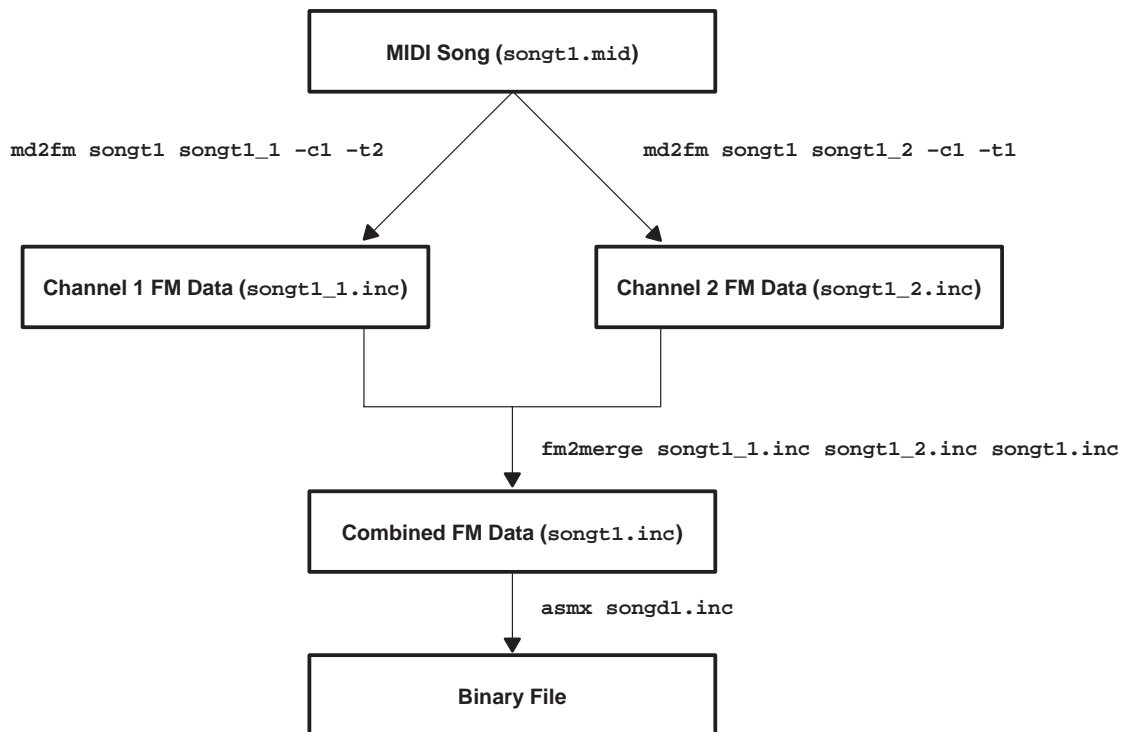 MIDI Song (songt1.mid)
md2fm songt1 songt1_1 –c1 –t2
md2fm songt1 songt1_2 –c1 –t1
Channel 1 FM Data (songt1_1.inc)
Channel 2 FM Data (songt1_2.inc)
fm2merge songt1_1.inc songt1_2.inc songt1.inc
Combined FM Data (songt1.inc)
asmx songd1.inc
Binary File